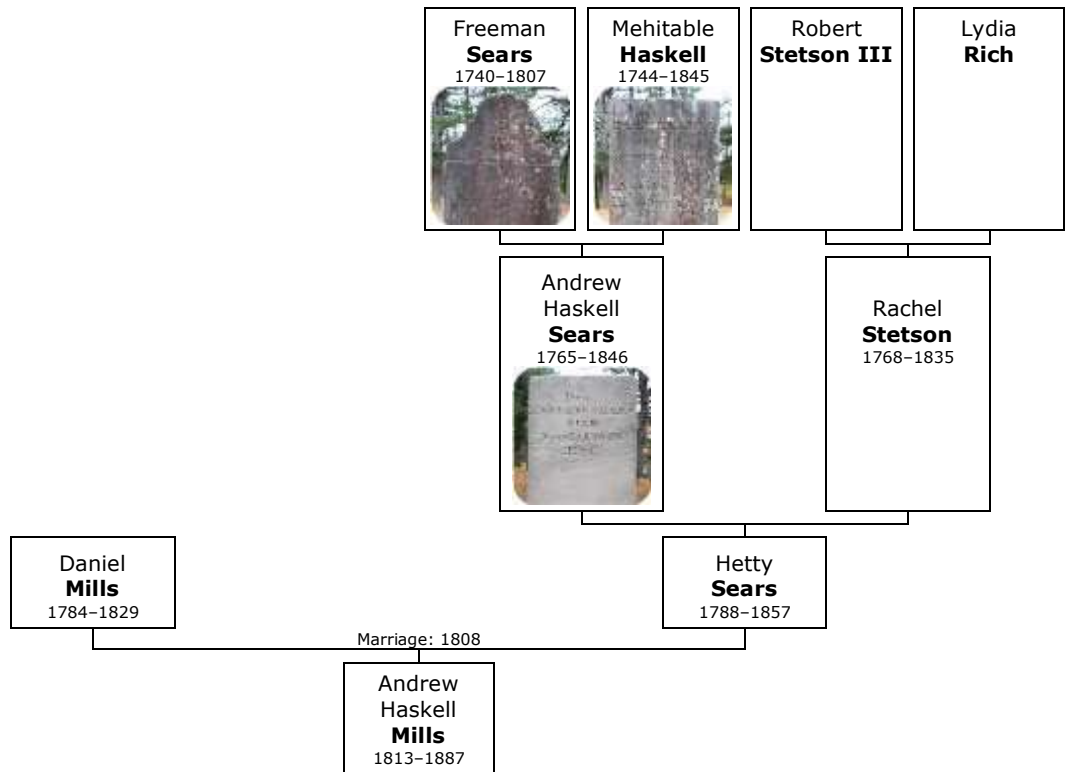 Freeman
Sears
1740–1807
Mehitable
Haskell
1744–1845
Robert
Stetson III
Lydia
Rich
Andrew
Haskell
Sears
1765–1846
Rachel
Stetson
1768–1835
Daniel
Mills
1784–1829
Hetty
Sears
1788–1857
Marriage: 1808
Andrew
Haskell
Mills
1813–1887